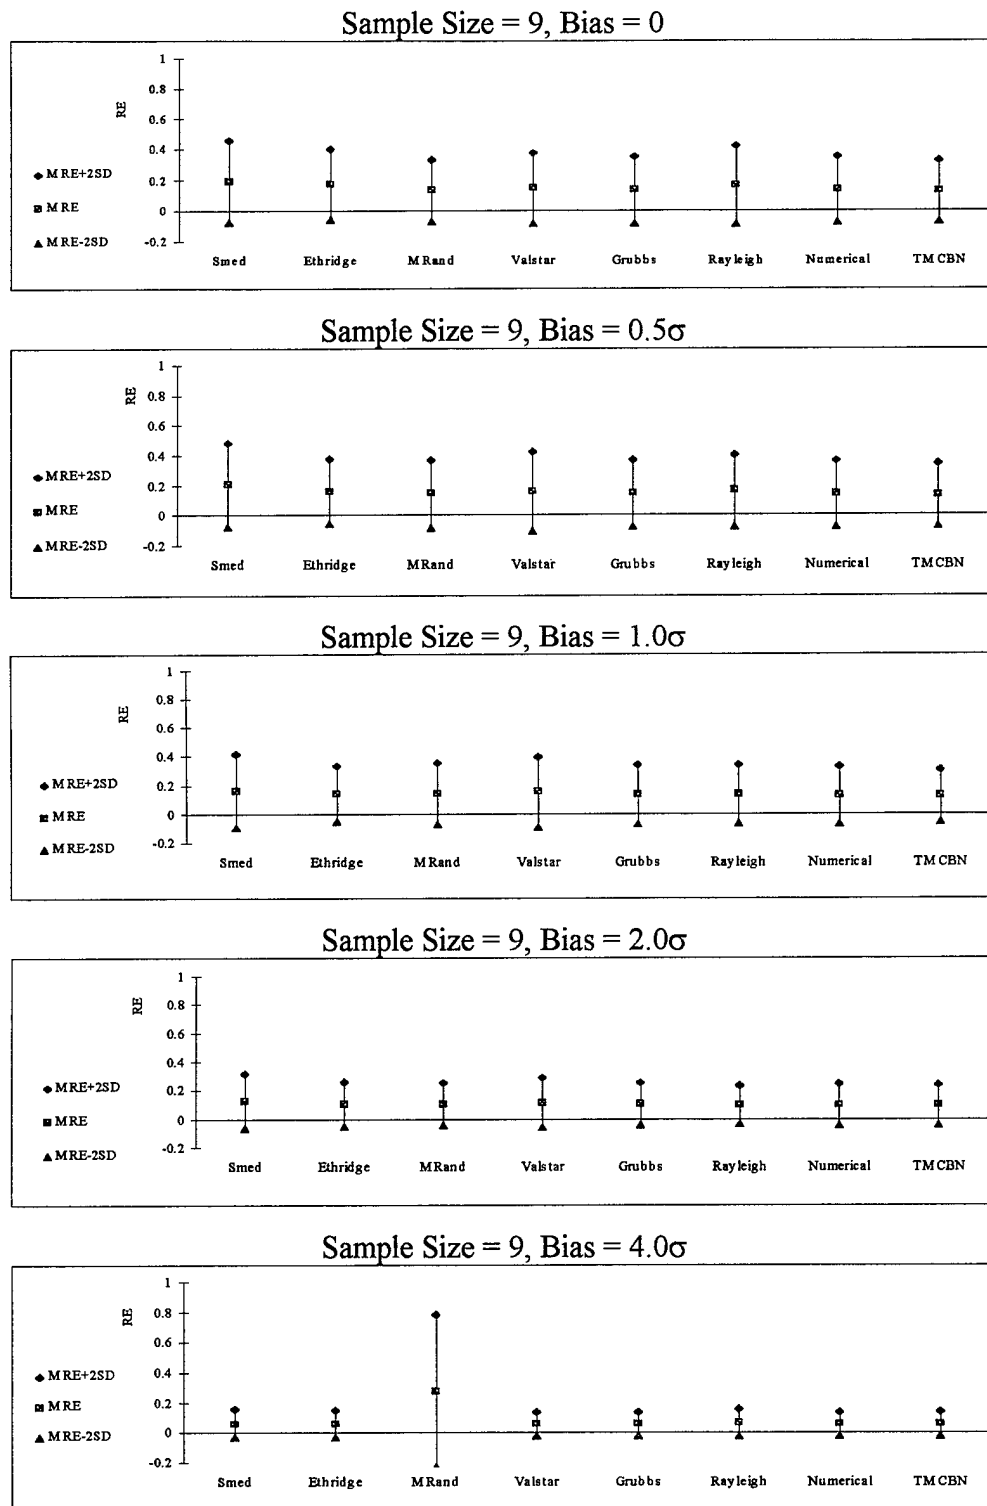 Sample Size = 9, Bias = 0
1
RE
0.8
0.6
0.4
MRE+2SD
0.2
MRE
0
MRE-2SD
-0.2
Smed Ethridge MRand Valstar Grubbs Rayleigh Numerical TMCBN
Sample Size = 9, Bias = 0.5σ
1
RE
0.8
0.6
0.4
MRE+2SD
0.2
MRE
0
MRE-2SD
-0.2
Smed Ethridge MRand Valstar Grubbs Rayleigh Numerical TMCBN
Sample Size = 9, Bias = 1.0σ
1
0.8
RE
0.6
0.4
MRE+2SD
0.2
MRE
0
MRE-2SD
-0.2
Smed Ethridge MRand Valstar Grubbs Rayleigh Numerical TMCBN
Sample Size = 9, Bias = 2.0σ
1
RE
0.8
0.6
0.4
MRE+2SD
0.2
MRE
0
MRE-2SD
-0.2
Smed Ethridge MRand Valstar Grubbs Rayleigh Numerical TMCBN
Sample Size = 9, Bias = 4.0σ
1
RE
0.8
0.6
0.4
MRE+2SD
0.2
MRE
0
MRE-2SD
-0.2
Smed Ethridge MRand Valstar Grubbs Rayleigh Numerical TMCBN